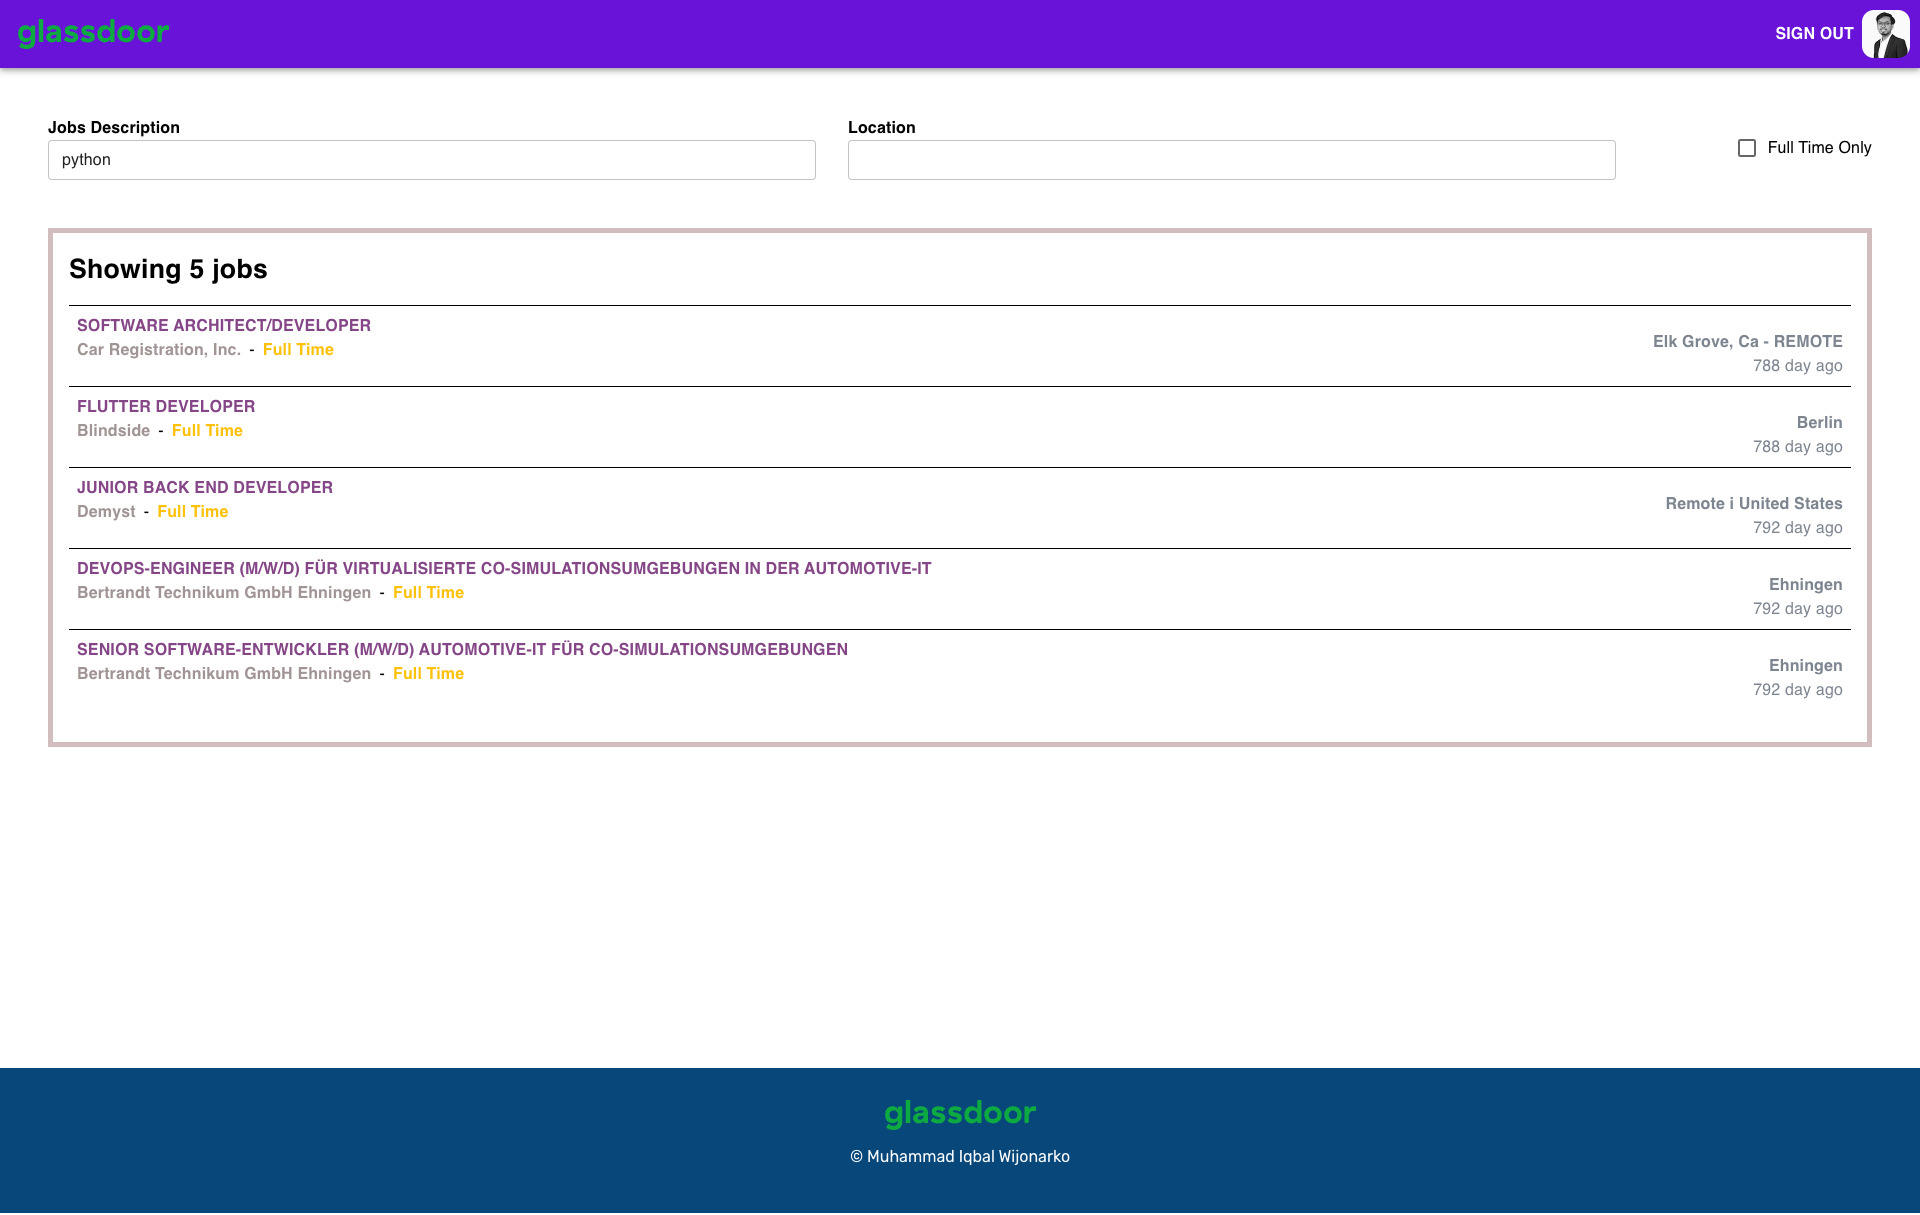 glassdoor
SIGN OUT
Jobs Description
Location
python
Full Time Only
Showing 5 jobs
SOFTWARE ARCHITECT/DEVELOPER
Car Registration, Inc. - Full Time
Elk Grove, Ca - REMOTE
788 day ago
FLUTTER DEVELOPER
Blindside - Full Time
Berlin
788 day ago
JUNIOR BACK END DEVELOPER
Demyst - Full Time
Remote i United States
792 day ago
DEVOPS-ENGINEER (M/W/D) FÜR VIRTUALISIERTE CO-SIMULATIONSUMGEBUNGEN IN DER AUTOMOTIVE-IT
Bertrandt Technikum GmbH Ehningen - Full Time
Ehningen
792 day ago
SENIOR SOFTWARE-ENTWICKLER (M/W/D) AUTOMOTIVE-IT FÜR CO-SIMULATIONSUMGEBUNGEN
Bertrandt Technikum GmbH Ehningen - Full Time
Ehningen
792 day ago
glassdoor
© Muhammad Iqbal Wijonarko